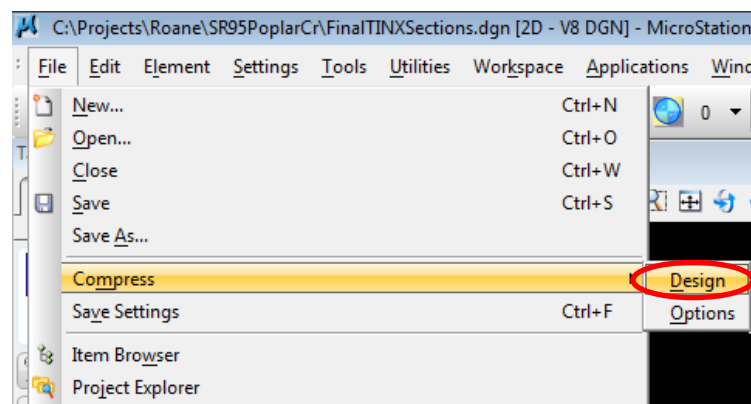 C:\Projects\Roane\SR95PoplarCr\FinalTINXSections.dgn [2D - V8 DGN] - MicroStation
File Edit Element Settings Tools Utilities Workspace Applications Wind
New... Ctrl+N
0
Open... Ctrl+O
Close Ctrl+W
Save Ctrl+S
Save As...
Compress
Design
Save Settings Ctrl+F
Options
Item Browser
Project Explorer